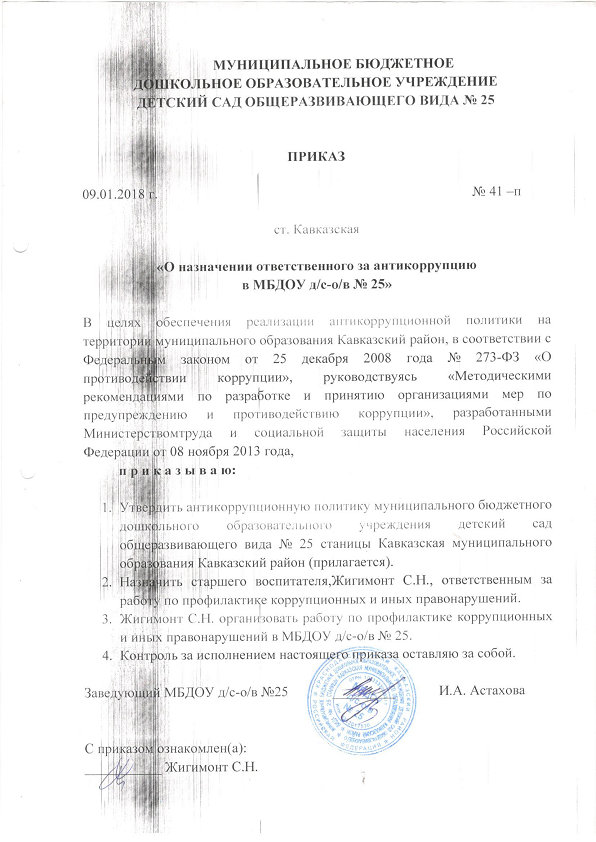 МУНИЦИПАЛЬНОЕ БЮДЖЕТНОЕ
ДОШКОЛЬНОЕ ОБРАЗОВАТЕЛЬНОЕ УЧРЕЖДЕНИЕ
ДЕТСКИЙ САД ОБЩЕРАЗВИВАЮЩЕГО ВИДА № 25
ПРИКАЗ
09.01.2018 г. № 41 –п
ст. Кавказская
«О назначении ответственного за антикоррупцию
в МБДОУ д/с-о/в № 25»
В целях обеспечения реализации антикоррупционной политики на
территории муниципального образования Кавказский район, в соответствии с
Федеральным законом от 25 декабря 2008 года № 273-ФЗ «О
противодействии коррупции», руководствуясь «Методическими
рекомендациями по разработке и принятию организациями мер по
предупреждению и противодействию коррупции», разработанными
Министерствомтруда и социальной защиты населения Российской
Федерации от 08 ноября 2013 года,
п р и к а з ы в а ю:
1. Утвердить антикоррупционную политику муниципального бюджетного
дошкольного образовательного учреждения детский сад
общеразвивающего вида № 25 станицы Кавказская муниципального
образования Кавказский район (прилагается).
2. Назначить старшего воспитателя,Жигимонт С.Н., ответственным за
работу по профилактике коррупционных и иных правонарушений.
3. Жигимонт С.Н. организовать работу по профилактике коррупционных
и иных правонарушений в МБДОУ д/с-о/в № 25.
4. Контроль за исполнением настоящего приказа оставляю за собой.
Заведующий МБДОУ д/с-о/в №25 И.А. Астахова
С приказом ознакомлен(а):
Жигимонт С.Н.